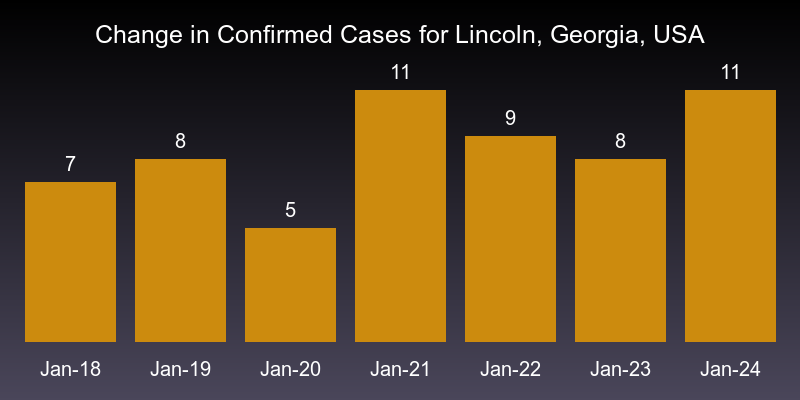 Change in Confirmed Cases for Lincoln, Georgia, USA
7 8 5 11 9 8 11
Jan-18 Jan-19 Jan-20 Jan-21 Jan-22 Jan-23 Jan-24